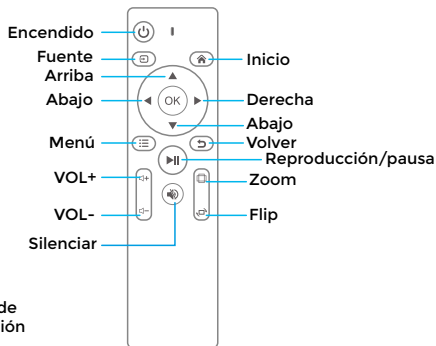 Encendido
Fuente
Inicio
Arriba
Abajo
OK
Derecha
Abajo
Menú
Volver
Reproducción/pausa
VOL+
Zoom
VOL-
Flip
Silenciar
de
ión